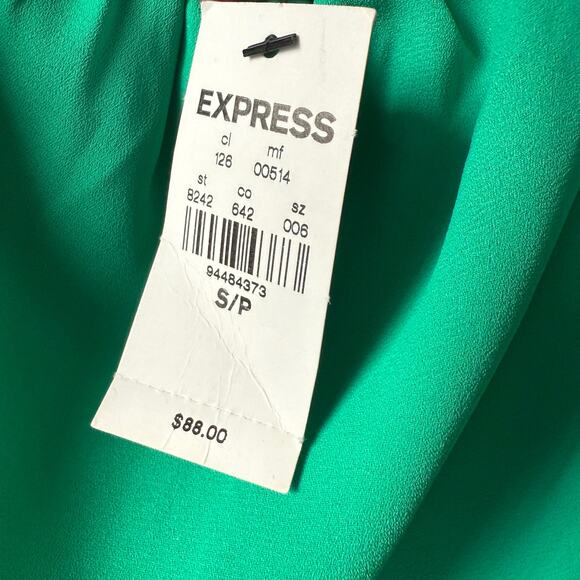 EXPRESS
cl mf
126 00514
st co sz
8242 642 006
94484373
S/P
$88.00